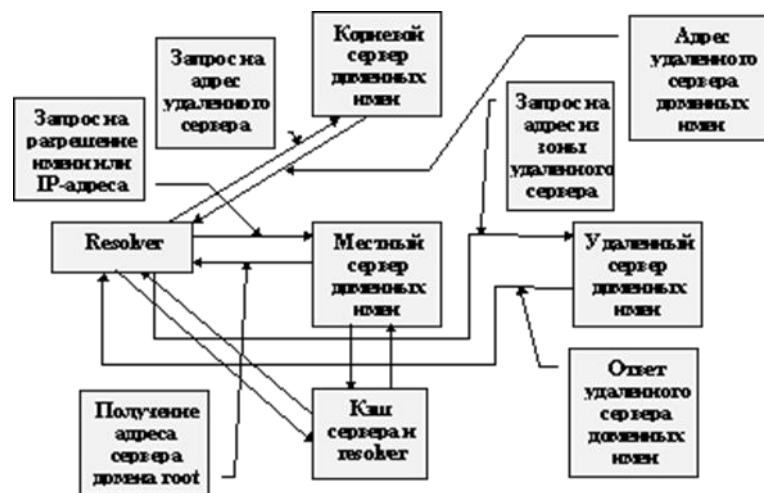 Корневой
сервер
доменных
имен
Запрос на
адрес
удаленного
сервера
Адрес
удаленного
сервера
доменных
имен
Запрос на
разрешение
имени или
IP-адреса
Запрос на
адрес из
зоны
удаленного
сервера
Resolver
Местный
сервер
доменных
имен
Удаленный
сервер
доменных
имен
Получение
адреса
сервера
домена root
Кэш
сервера и
resolver
Ответ
удаленного
сервера
доменных
имен